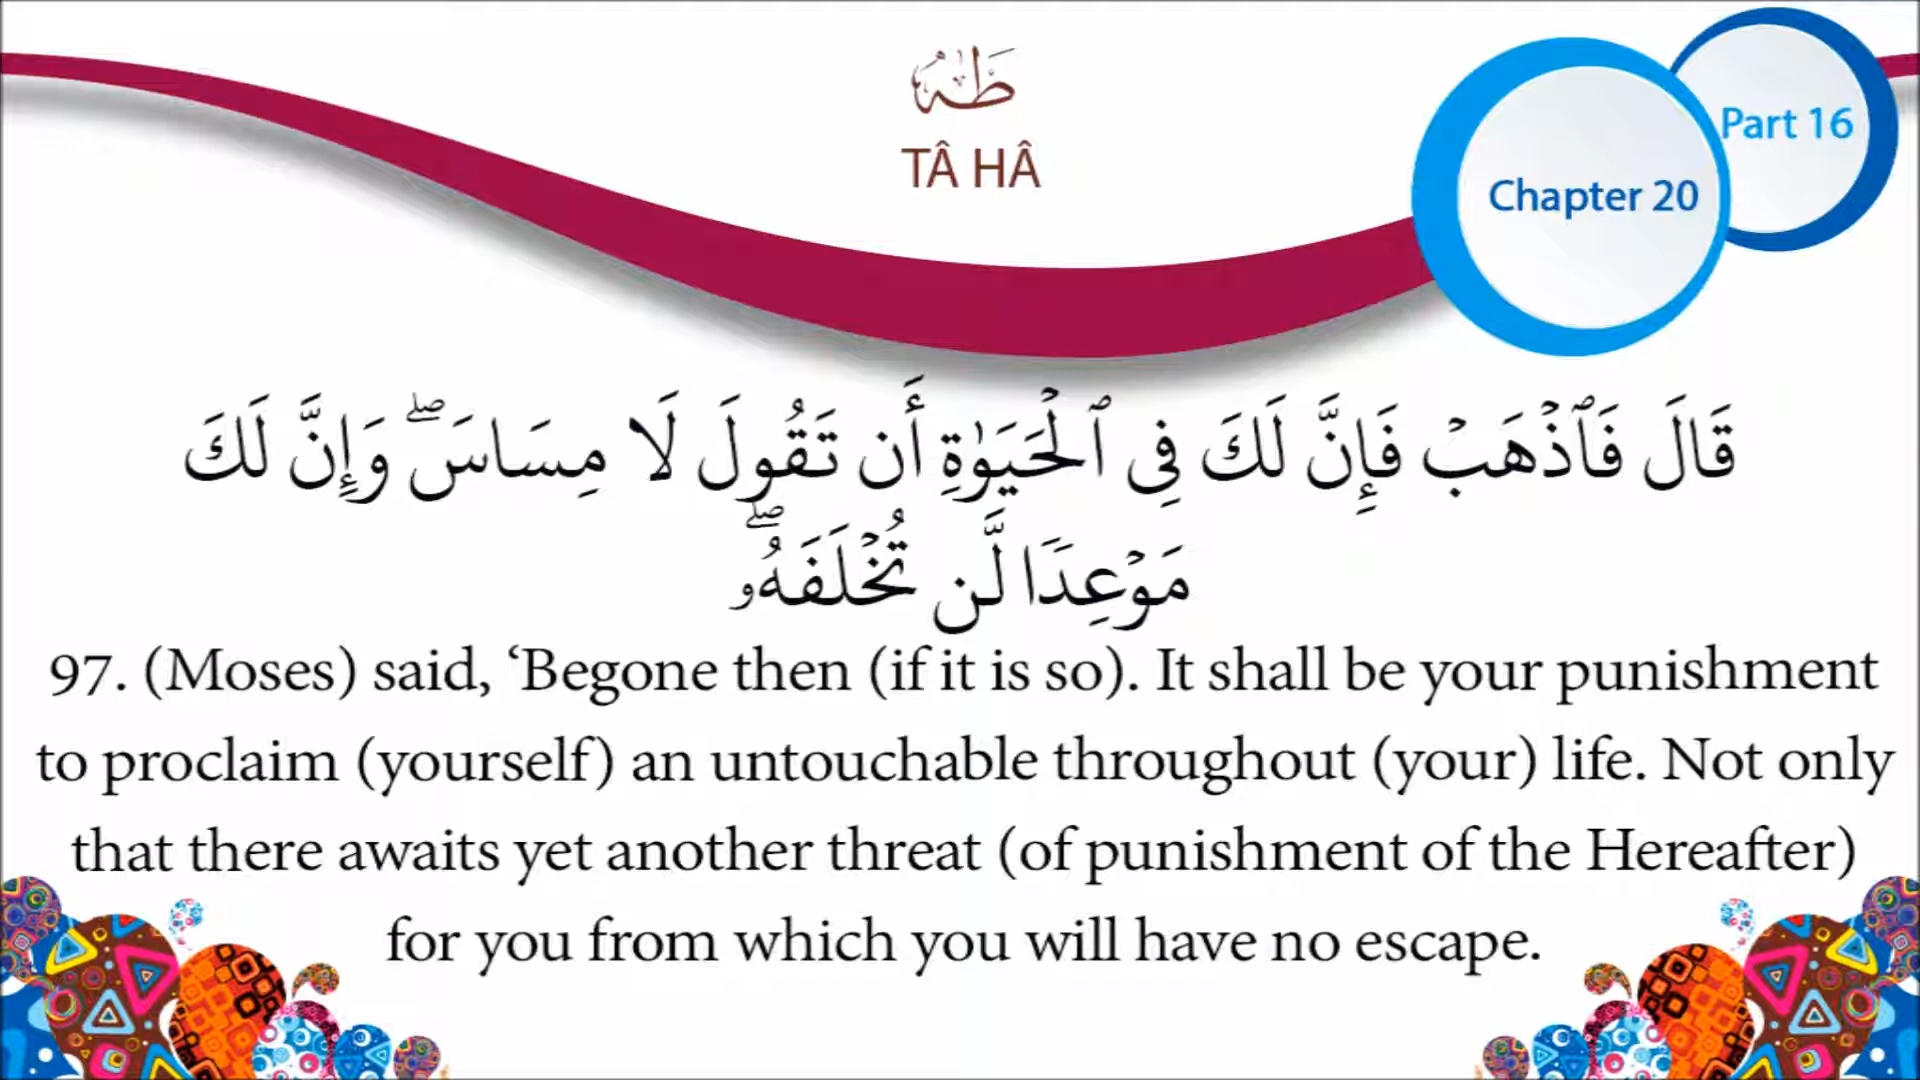 طه
TÂ HÂ
Part 16
Chapter 20
قَالَ فَٱذْهَبْ فَإِنَّ لَكَ فِى ٱلْحَيَوٰةِ أَن تَقُولَ لَا مِسَاسَ ۖ وَإِنَّ لَكَ
مَوْعِدًا لَّن تُخْلَفَهُۥ ۖ
97. (Moses) said, ‘Begone then (if it is so). It shall be your punishment
to proclaim (yourself) an untouchable throughout (your) life. Not only
that there awaits yet another threat (of punishment of the Hereafter)
for you from which you will have no escape.